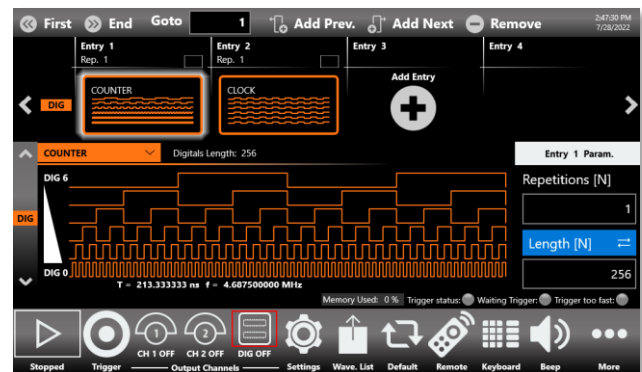 First End Goto 1 Add Prev. Add Next Remove 2:47:30 PM
7/28/2022
Entry 1 Entry 2 Entry 3 Entry 4
Rep. 1 Rep. 1
Add Entry
COUNTER CLOCK
DIG
COUNTER Digitals Length: 256 Entry 1 Param.
DIG 6 Repetitions [N]
1
DIG
Length [N]
DIG 0 256
T = 213.333333 ns f = 4.687500 MHz
Memory Used: 0 % Trigger status: Waiting Trigger: Trigger too fast:
1 2
CH 1 OFF CH 2 OFF DIG OFF
Stopped Trigger Output Channels Settings Wave. List Default Remote Keyboard Beep More